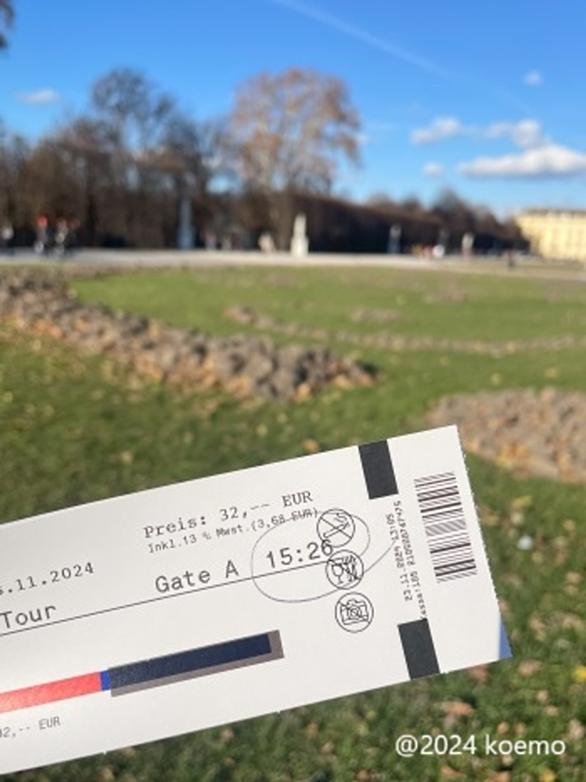 Preis: 32,-- EUR
Inkl.13 % Mwst.(3,68 EUR)
.11.2024
Gate A 15:26
Tour
32,-- EUR
@2024 koemo